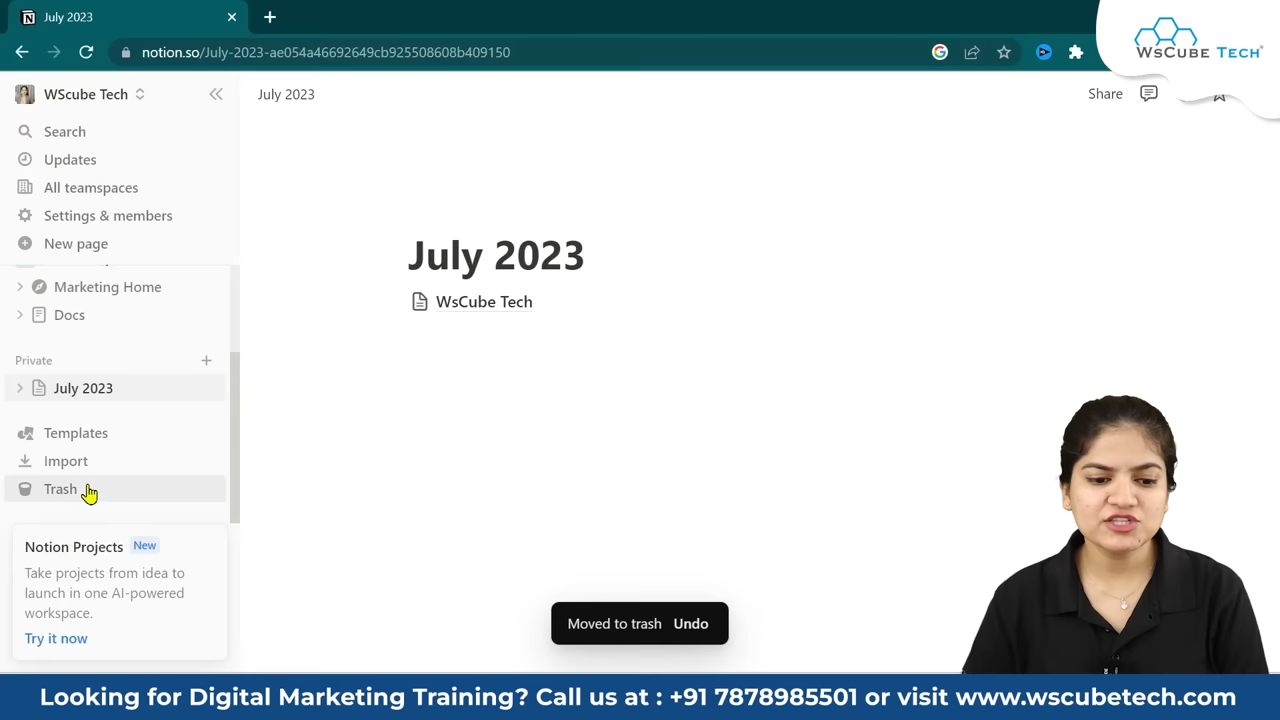 July 2023
notion.so/July-2023-ae054a46692649cb925508608b409150
WsCube Tech
WScube Tech
July 2023
Share
Search
Updates
All teamspaces
Settings & members
New page
Marketing Home
Docs
Private
July 2023
Templates
Import
Trash
Notion Projects New
Take projects from idea to
launch in one AI-powered
workspace.
Try it now
July 2023
WsCube Tech
Moved to trash Undo
Looking for Digital Marketing Training? Call us at : +91 7878985501 or visit www.wscubetech.com